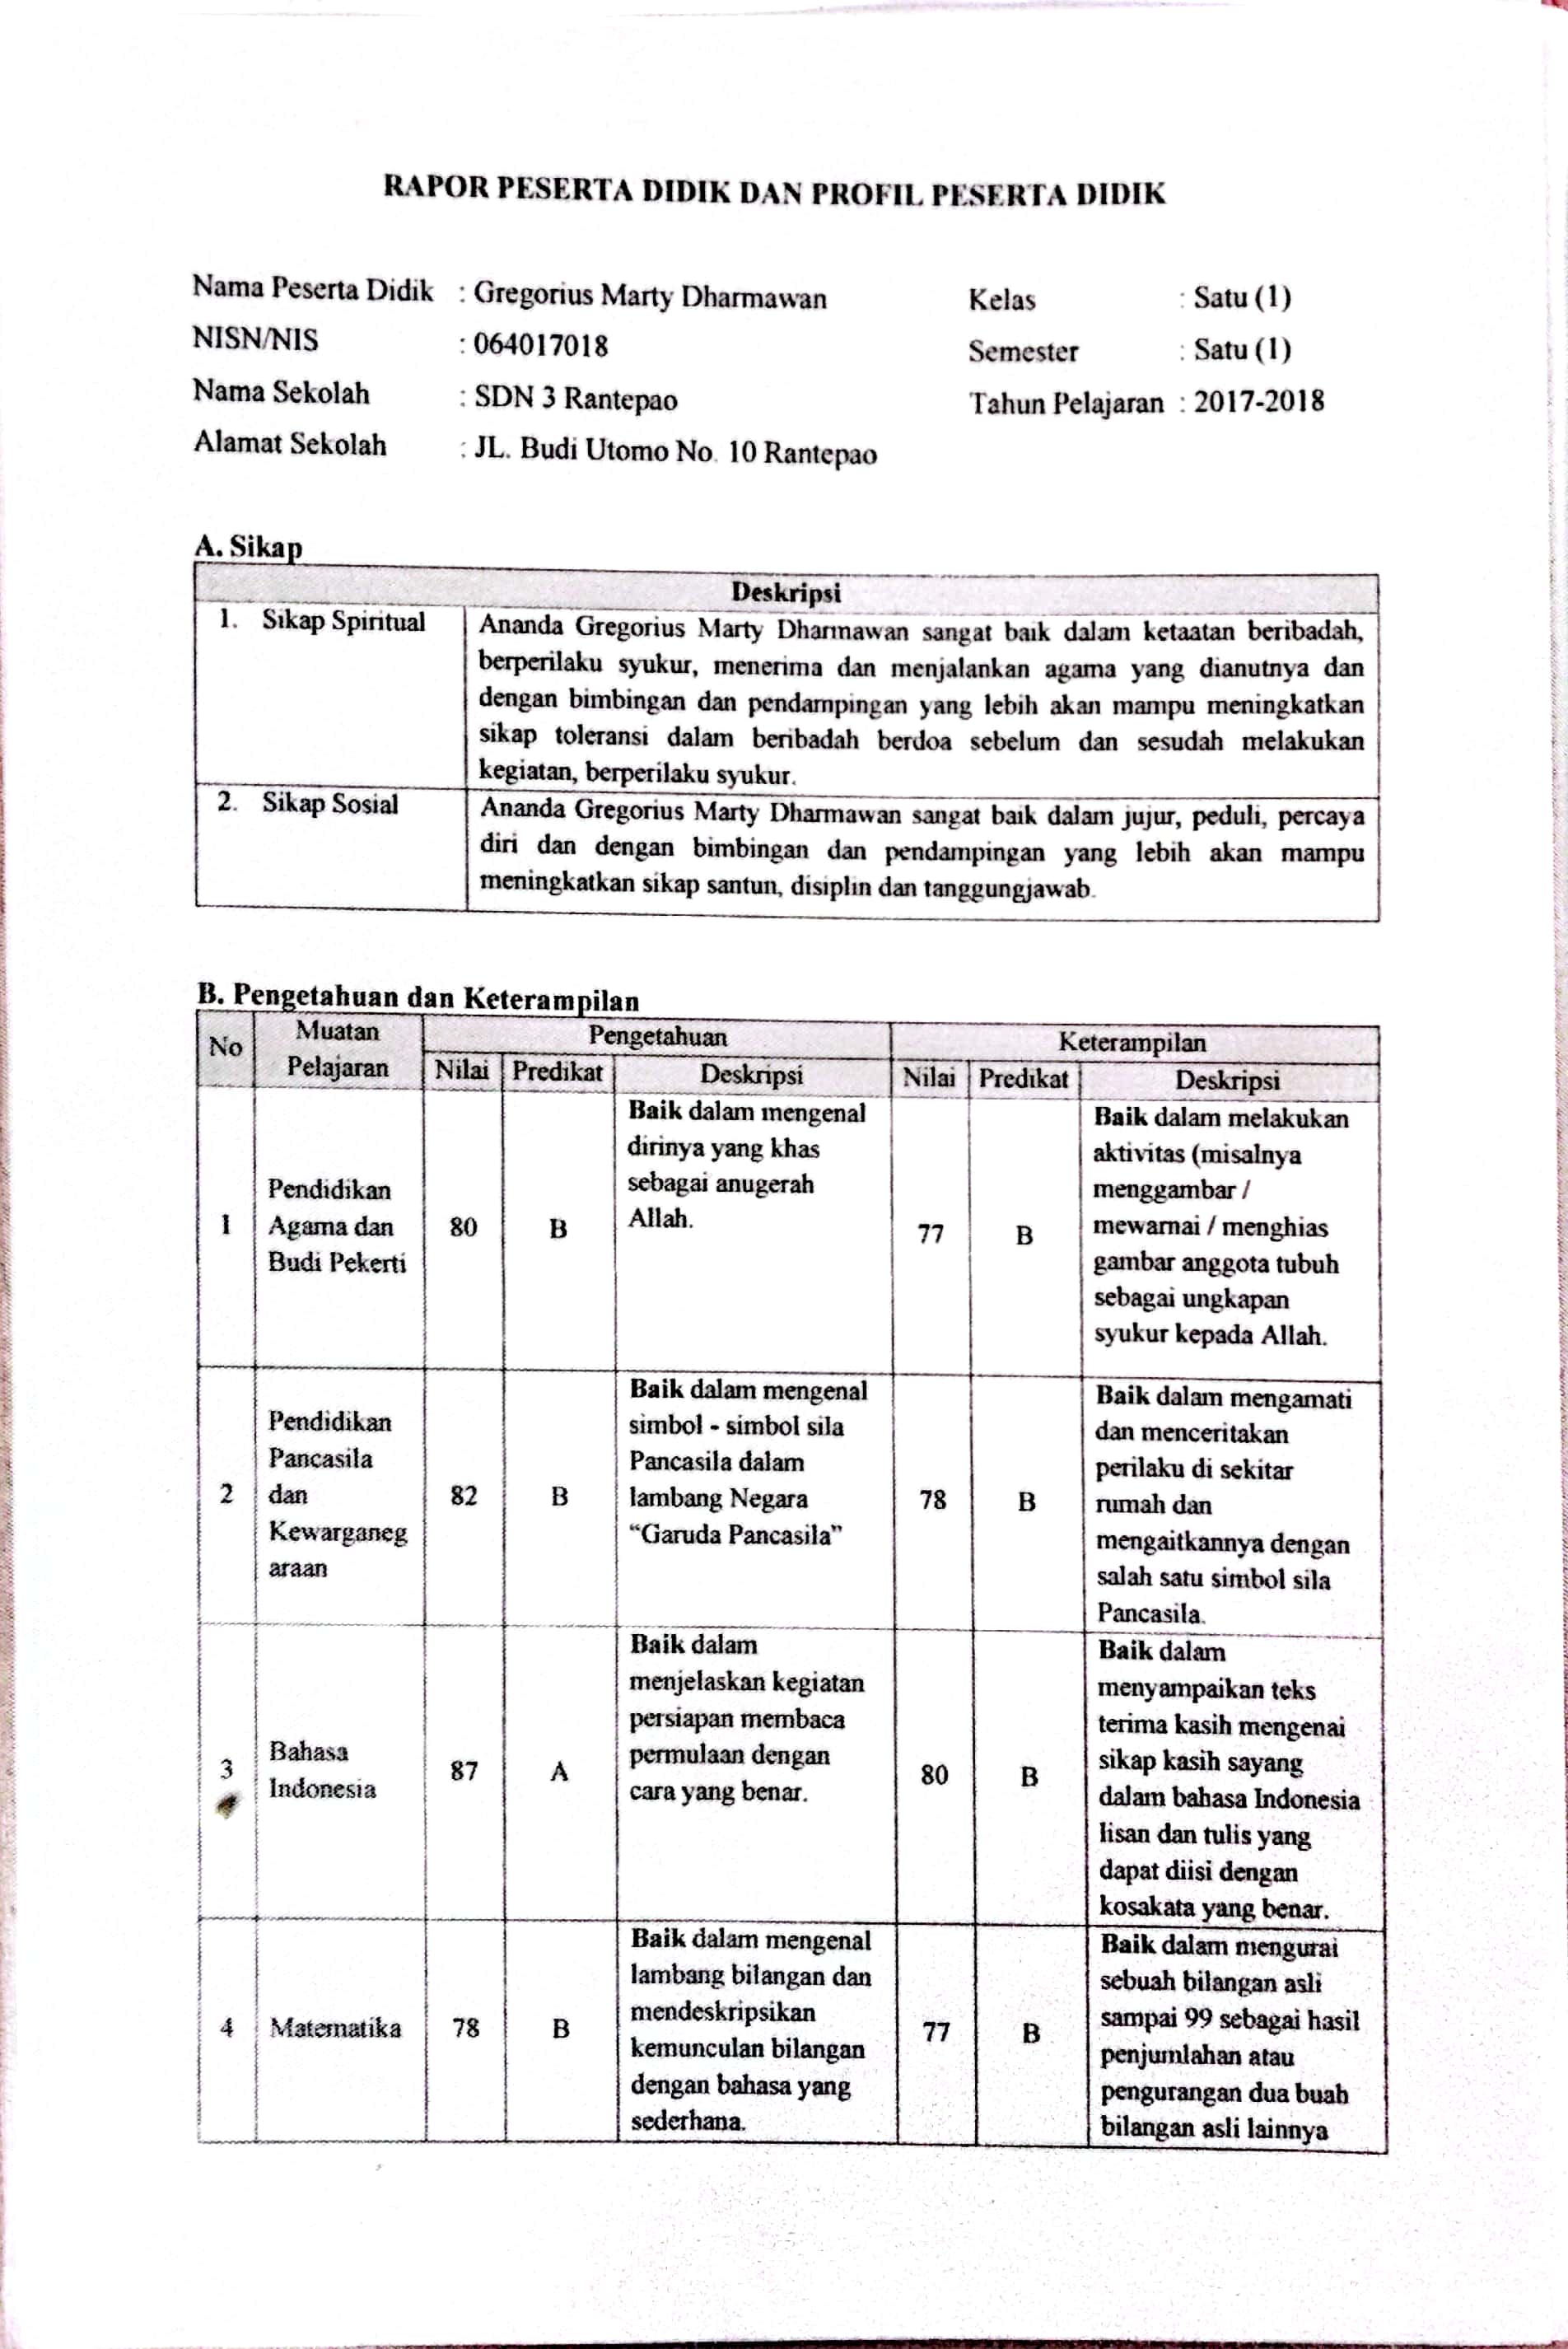 RAPOR PESERTA DIDIK DAN PROFIL PESERTA DIDIK
Nama Peserta Didik : Gregorius Marty Dharmawan Kelas : Satu (1)
NISN/NIS : 064017018 Semester : Satu (1)
Nama Sekolah : SDN 3 Rantepao Tahun Pelajaran : 2017-2018
Alamat Sekolah : JL. Budi Utomo No. 10 Rantepao
A. Sikap
Deskripsi
1. Sikap Spiritual
Ananda Gregorius Marty Dharmawan sangat baik dalam ketaatan beribadah,
berperilaku syukur, menerima dan menjalankan agama yang dianutnya dan
dengan bimbingan dan pendampingan yang lebih akan mampu meningkatkan
sikap toleransi dalam beribadah berdoa sebelum dan sesudah melakukan
kegiatan, berperilaku syukur.
2. Sikap Sosial
Ananda Gregorius Marty Dharmawan sangat baik dalam jujur, peduli, percaya
diri dan dengan bimbingan dan pendampingan yang lebih akan mampu
meningkatkan sikap santun, disiplin dan tanggungjawab.
B. Pengetahuan dan Keterampilan
No
Muatan
Pelajaran
Pengetahuan
Keterampilan
Nilai Predikat Deskripsi Nilai Predikat Deskripsi
1
Pendidikan
Agama dan
Budi Pekerti
80
B
Baik dalam mengenal
dirinya yang khas
sebagai anugerah
Allah.
77
B
Baik dalam melakukan
aktivitas (misalnya
menggambar /
mewarnai / menghias
gambar anggota tubuh
sebagai ungkapan
syukur kepada Allah.
2
Pendidikan
Pancasila
dan
Kewarganeg
araan
82
B
Baik dalam mengenal
simbol - simbol sila
Pancasila dalam
lambang Negara
“Garuda Pancasila”
78
B
Baik dalam mengamati
dan menceritakan
perilaku di sekitar
rumah dan
mengaitkannya dengan
salah satu simbol sila
Pancasila.
3
Bahasa
Indonesia
87
A
Baik dalam
menjelaskan kegiatan
persiapan membaca
permulaan dengan
cara yang benar.
80
B
Baik dalam
menyampaikan teks
terima kasih mengenai
sikap kasih sayang
dalam bahasa Indonesia
lisan dan tulis yang
dapat diisi dengan
kosakata yang benar.
4
Matematika
78
B
Baik dalam mengenal
lambang bilangan dan
mendeskripsikan
kemunculan bilangan
dengan bahasa yang
sederhana.
77
B
Baik dalam mengurai
sebuah bilangan asli
sampai 99 sebagai hasil
penjumlahan atau
pengurangan dua buah
bilangan asli lainnya